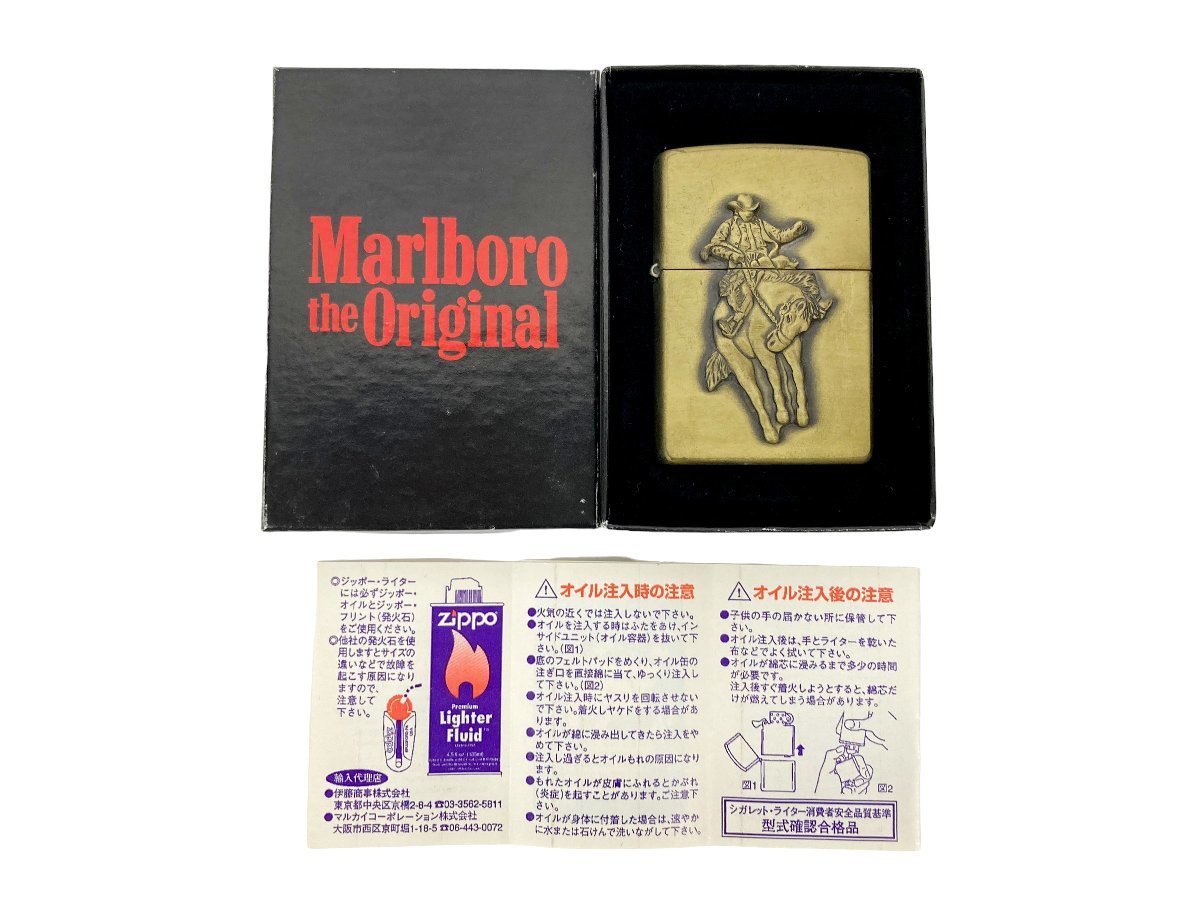 Marlboro
the Original
◎ジッポー・ライター
には必ずジッポー・
オイルとジッポー・
フリント(発火石)
をご使用ください。
◎他社の発火石を使
用しますとサイズの
違いなどで故障を
起こす原因になり
ますので、
注意して
下さい。
zippo
Premium
Lighter
Fluid
輸入代理店
●伊藤商事株式会社
東京都中央区京橋2-8-4 ☎03-3562-5811
●マルカイコーポレーション株式会社
大阪市西区京町堀1-18-5 ☎06-443-0072
⚠オイル注入時の注意
●火気の近くでは注入しないで下さい。
●オイルを注入する時はふたをあけ、イン
サイドユニット(オイル容器)を抜いて下
さい。(図1)
●底のフェルトパッドをめくり、オイル缶の
注ぎ口を直接綿に当て、ゆっくり注入し
て下さい。(図2)
●オイル注入時にヤスリを回転させない
で下さい。着火しヤケドをする場合があ
ります。
●オイルが綿に浸み出してきたら注入をや
めて下さい。
●注入し過ぎるとオイルもれの原因になり
ます。
●もれたオイルが皮膚にふれるとかぶれ
(炎症)を起すことがあります。ご注意下
さい。
●オイルが身体に付着した場合は、速やか
に水または石けんで洗いながして下さい。
⚠オイル注入後の注意
●子供の手の届かない所に保管して下
さい。
●オイル注入後は、手とライターを乾いた
布などでよく拭いて下さい。
●オイルが綿芯に浸みるまで多少の時間
が必要です。
注入後すぐ着火しようとすると、綿芯だ
けが燃えてしまう場合があります。
図1
図2
シガレット・ライター消費者安全品質基準
型式確認合格品